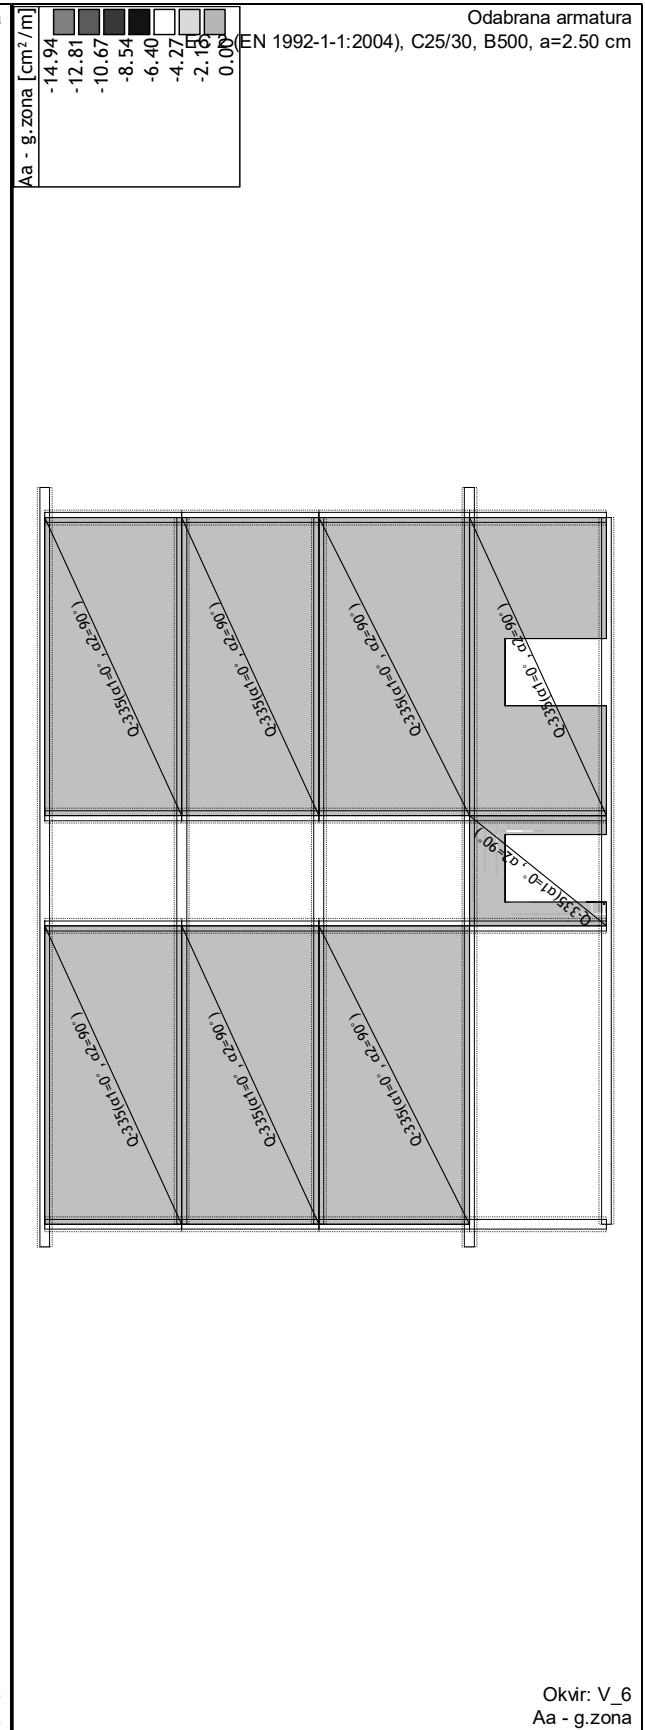 Odabrana armatura
EC 2 (EN 1992-1-1:2004), C25/30, B500, a=2.50 cm
Aa - g.zona [cm²/m]
-14.94
-12.81
-10.67
-8.54
-6.40
-4.27
-2.13
0.00
Q-335(α1=0°, α2=90°)
Q-335(α1=0°, α2=90°)
Q-335(α1=0°, α2=90°)
Q-335(α1=0°, α2=90°)
Q-335(α1=0°, α2=90°)
Q-335(α1=0°, α2=90°)
Q-335(α1=0°, α2=90°)
Q-335(α1=0°, α2=90°)
Okvir: V_6
Aa - g.zona